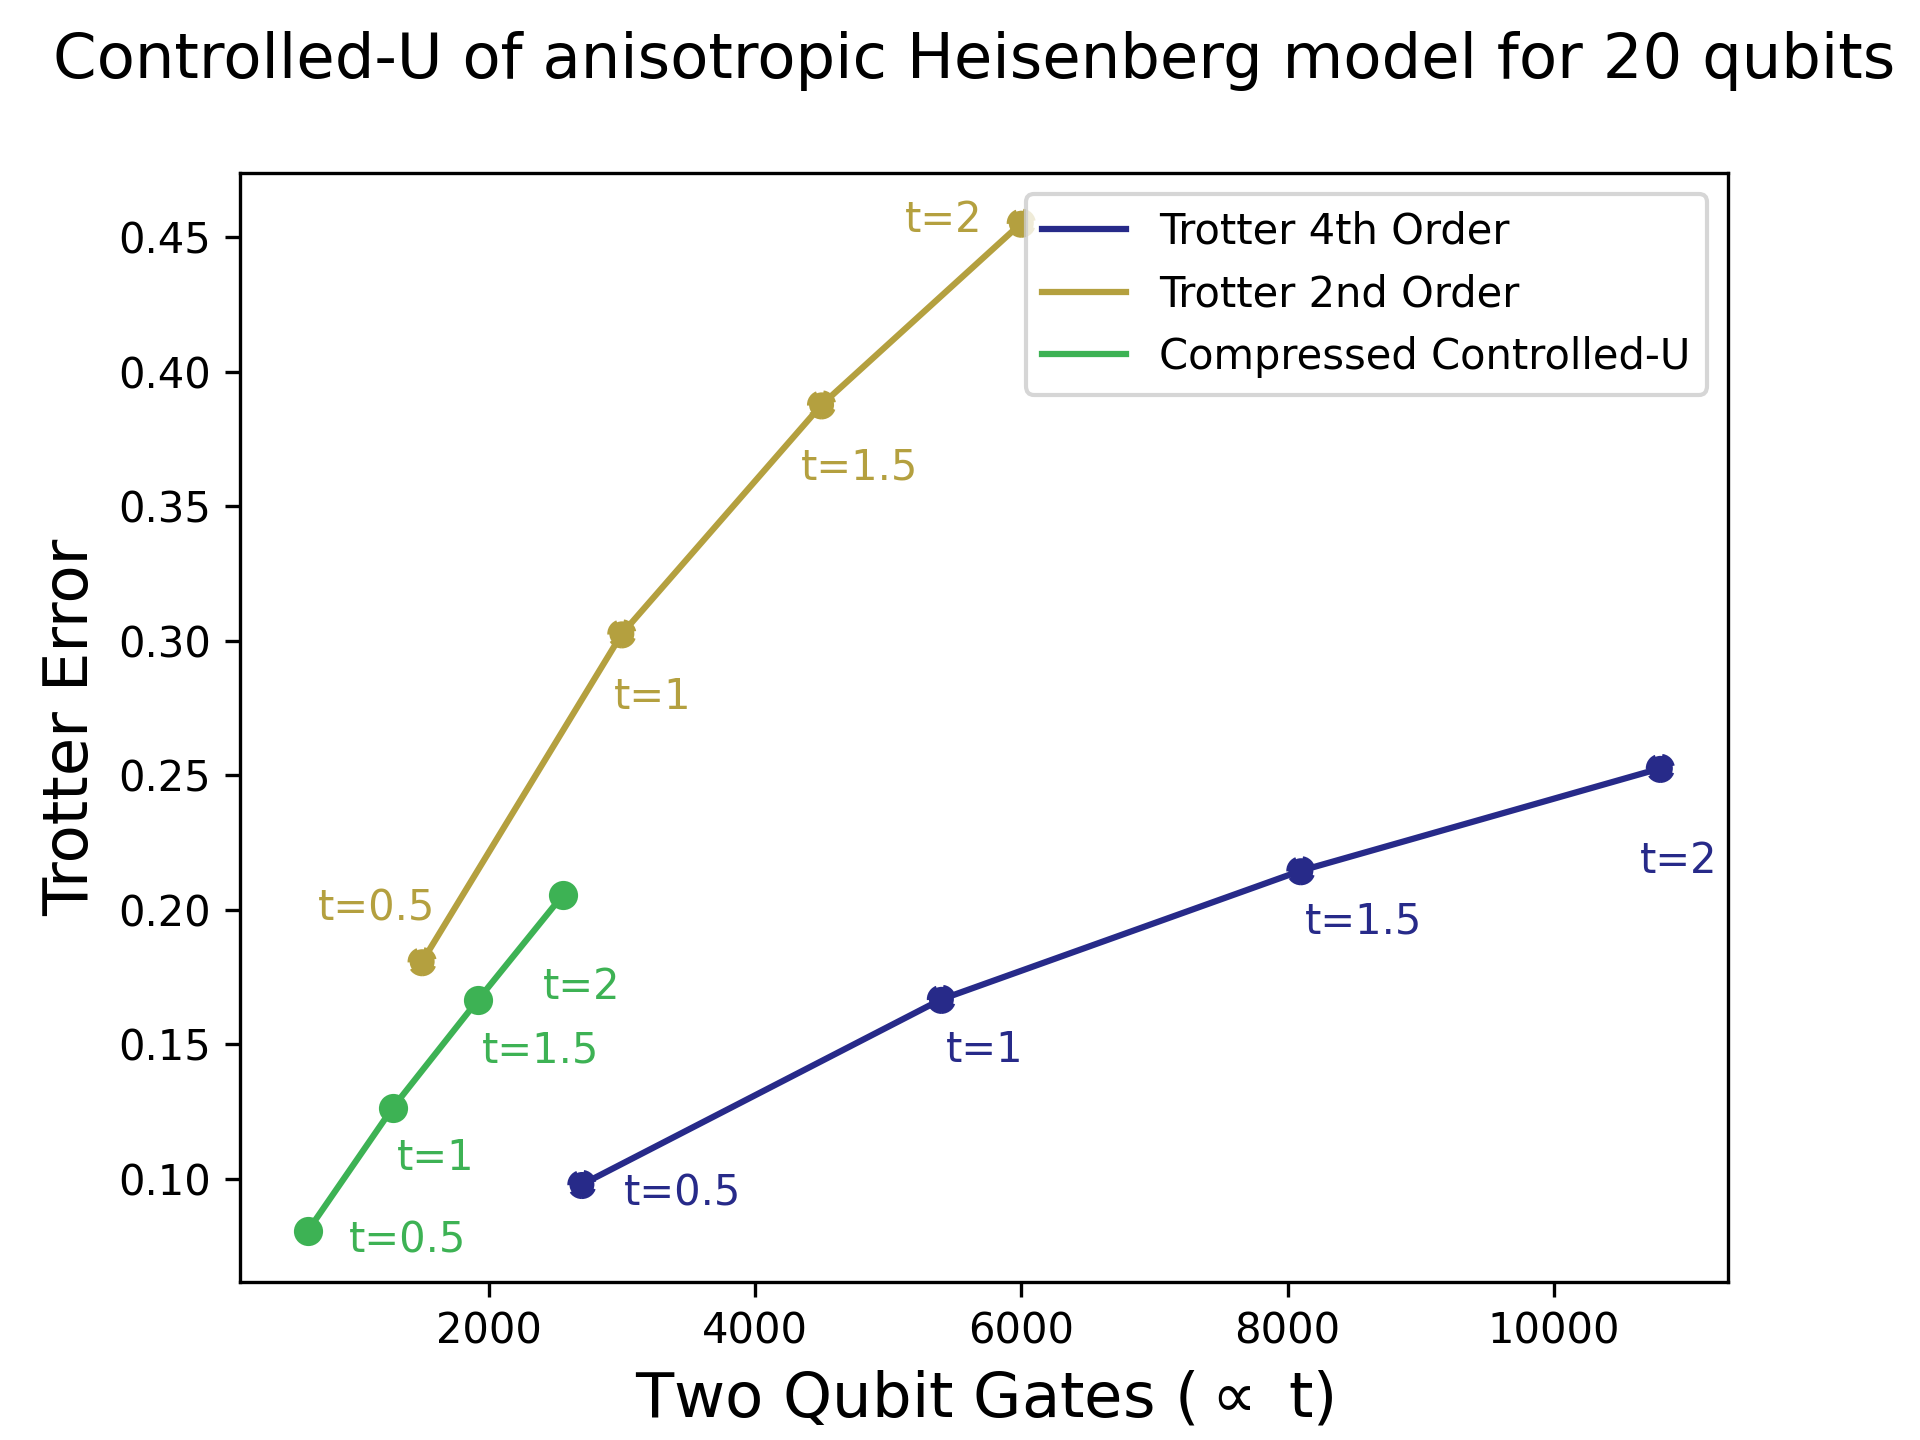 Controlled-U of anisotropic Heisenberg model for 20 qubits
Trotter 4th Order
Trotter 2nd Order
Compressed Controlled-U
t=2
t=1.5
t=1
t=0.5
t=2
t=1.5
t=1
t=0.5
t=2
t=1.5
t=1
t=0.5
0.45
0.40
0.35
0.30
0.25
0.20
0.15
0.10
Trotter Error
2000 4000 6000 8000 10000
Two Qubit Gates (∝ t)